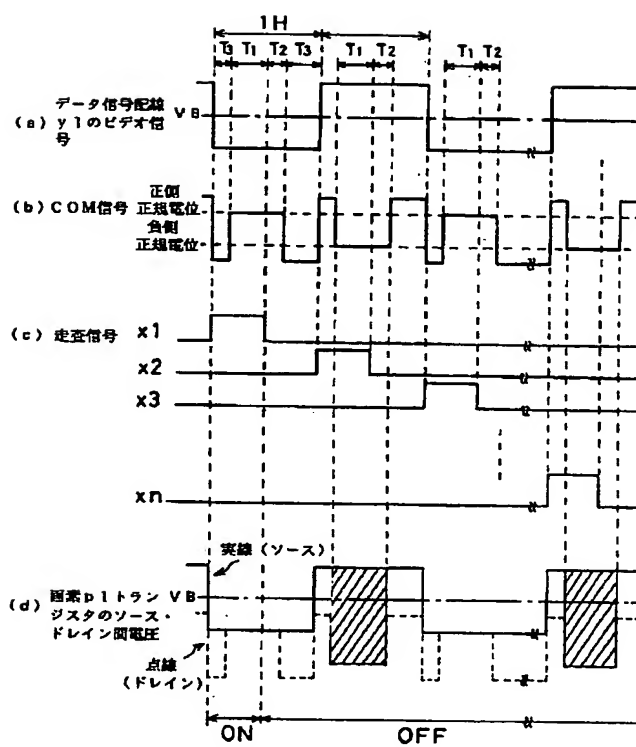 1H
T3 T1 T2 T3 T1 T2 T1 T2
データ信号配線
(a) y1のビデオ信
号
VB
(b) COM信号
正側
正規電位
負側
正規電位
(c) 走査信号 x1
x2
x3
xn
実線(ソース)
(d) 画素p1トラン
ジスタのソース・
ドレイン間電圧
VB
点線
(ドレイン)
ON OFF